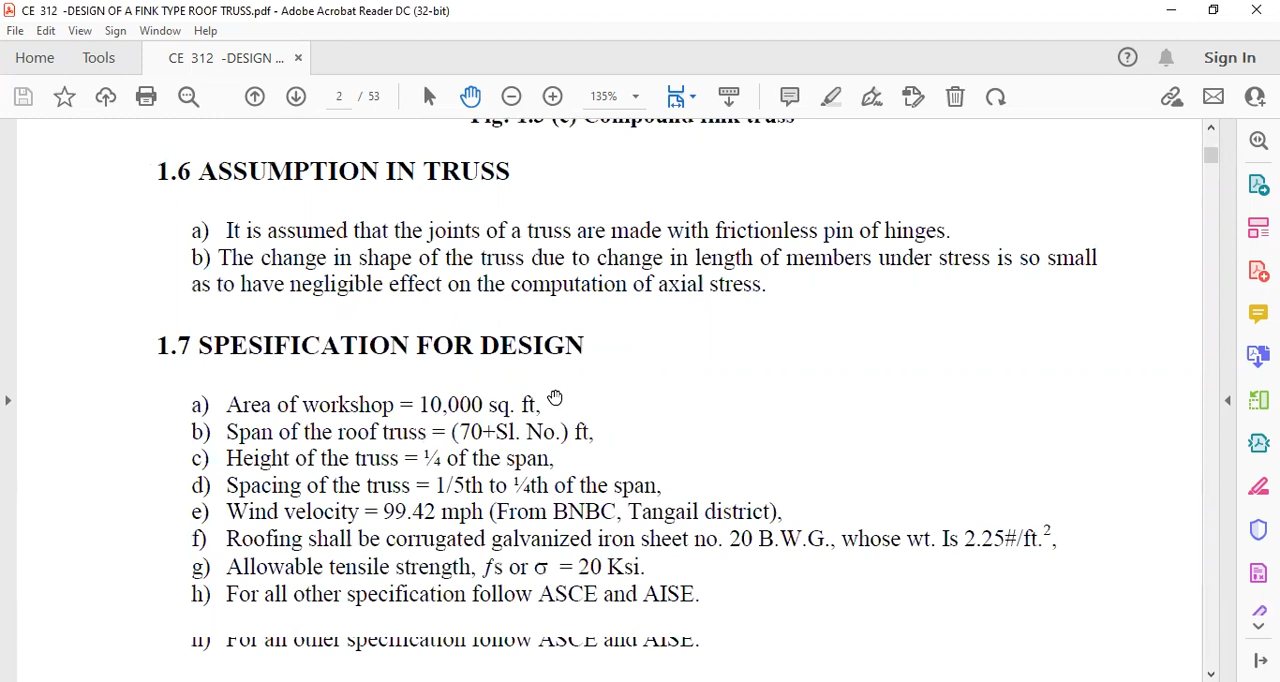 CE 312 -DESIGN OF A FINK TYPE ROOF TRUSS.pdf - Adobe Acrobat Reader DC (32-bit)
File Edit View Sign Window Help
Home Tools CE 312 -DESIGN ... × Sign In
2 / 53 135%
Fig. 1.5 (c) Compound fink truss
1.6 ASSUMPTION IN TRUSS
a) It is assumed that the joints of a truss are made with frictionless pin of hinges.
b) The change in shape of the truss due to change in length of members under stress is so small
as to have negligible effect on the computation of axial stress.
1.7 SPESIFICATION FOR DESIGN
a) Area of workshop = 10,000 sq. ft,
b) Span of the roof truss = (70+Sl. No.) ft,
c) Height of the truss = ¼ of the span,
d) Spacing of the truss = 1/5th to ¼th of the span,
e) Wind velocity = 99.42 mph (From BNBC, Tangail district),
f) Roofing shall be corrugated galvanized iron sheet no. 20 B.W.G., whose wt. Is 2.25#/ft.²,
g) Allowable tensile strength, ƒs or σ = 20 Ksi.
h) For all other specification follow ASCE and AISE.
h) For all other specification follow ASCE and AISE.